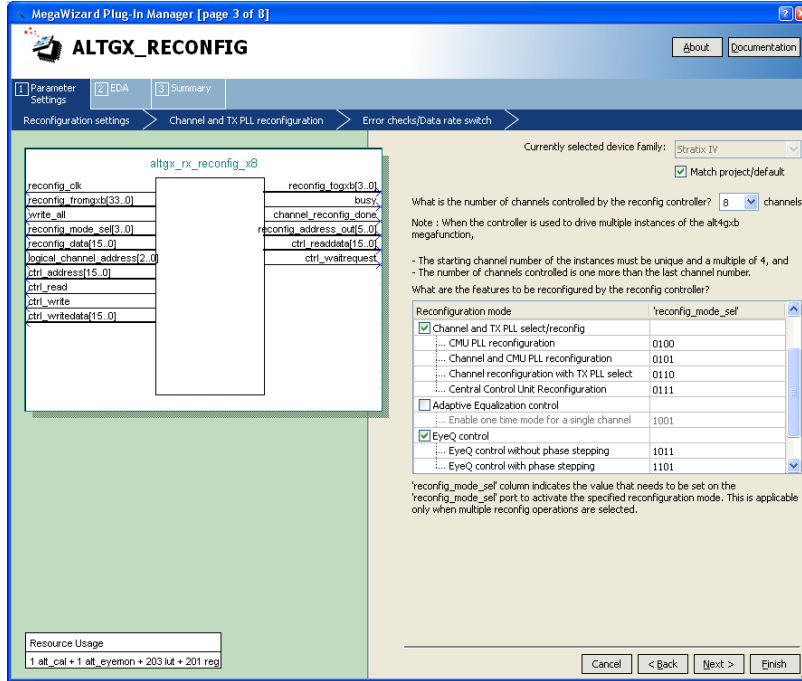 MegaWizard Plug-In Manager [page 3 of 8]
ALTGX_RECONFIG
About
Documentation
1 Parameter Settings
2 EDA
3 Summary
Reconfiguration settings
Channel and TX PLL reconfiguration
Error checks/Data rate switch
altgx_rx_reconfig_x8
reconfig_clk
reconfig_fromgxb[33..0]
write_all
reconfig_mode_sel[3..0]
reconfig_data[15..0]
logical_channel_address[2..0]
ctrl_address[15..0]
ctrl_read
ctrl_write
ctrl_writedata[15..0]
reconfig_togxb[3..0]
busy
channel_reconfig_done
reconfig_address_out[5..0]
ctrl_readdata[15..0]
ctrl_waitrequest
Resource Usage
1 alt_cal + 1 alt_eyemon + 203 lut + 201 reg
Currently selected device family:
Stratix IV
Match project/default
What is the number of channels controlled by the reconfig controller? 8 channels
Note : When the controller is used to drive multiple instances of the alt4gxb
megafunction,
- The starting channel number of the instances must be unique and a multiple of 4, and
- The number of channels controlled is one more than the last channel number.
What are the features to be reconfigured by the reconfig controller?
Reconfiguration mode 'reconfig_mode_sel'
Channel and TX PLL select/reconfig
... CMU PLL reconfiguration 0100
... Channel and CMU PLL reconfiguration 0101
... Channel reconfiguration with TX PLL select 0110
... Central Control Unit Reconfiguration 0111
Adaptive Equalization control
... Enable one time mode for a single channel 1001
EyeQ control
... EyeQ control without phase stepping 1011
... EyeQ control with phase stepping 1101
'reconfig_mode_sel' column indicates the value that needs to be set on the
'reconfig_mode_sel' port to activate the specified reconfiguration mode. This is applicable
only when multiple reconfig operations are selected.
Cancel
< Back
Next >
Finish